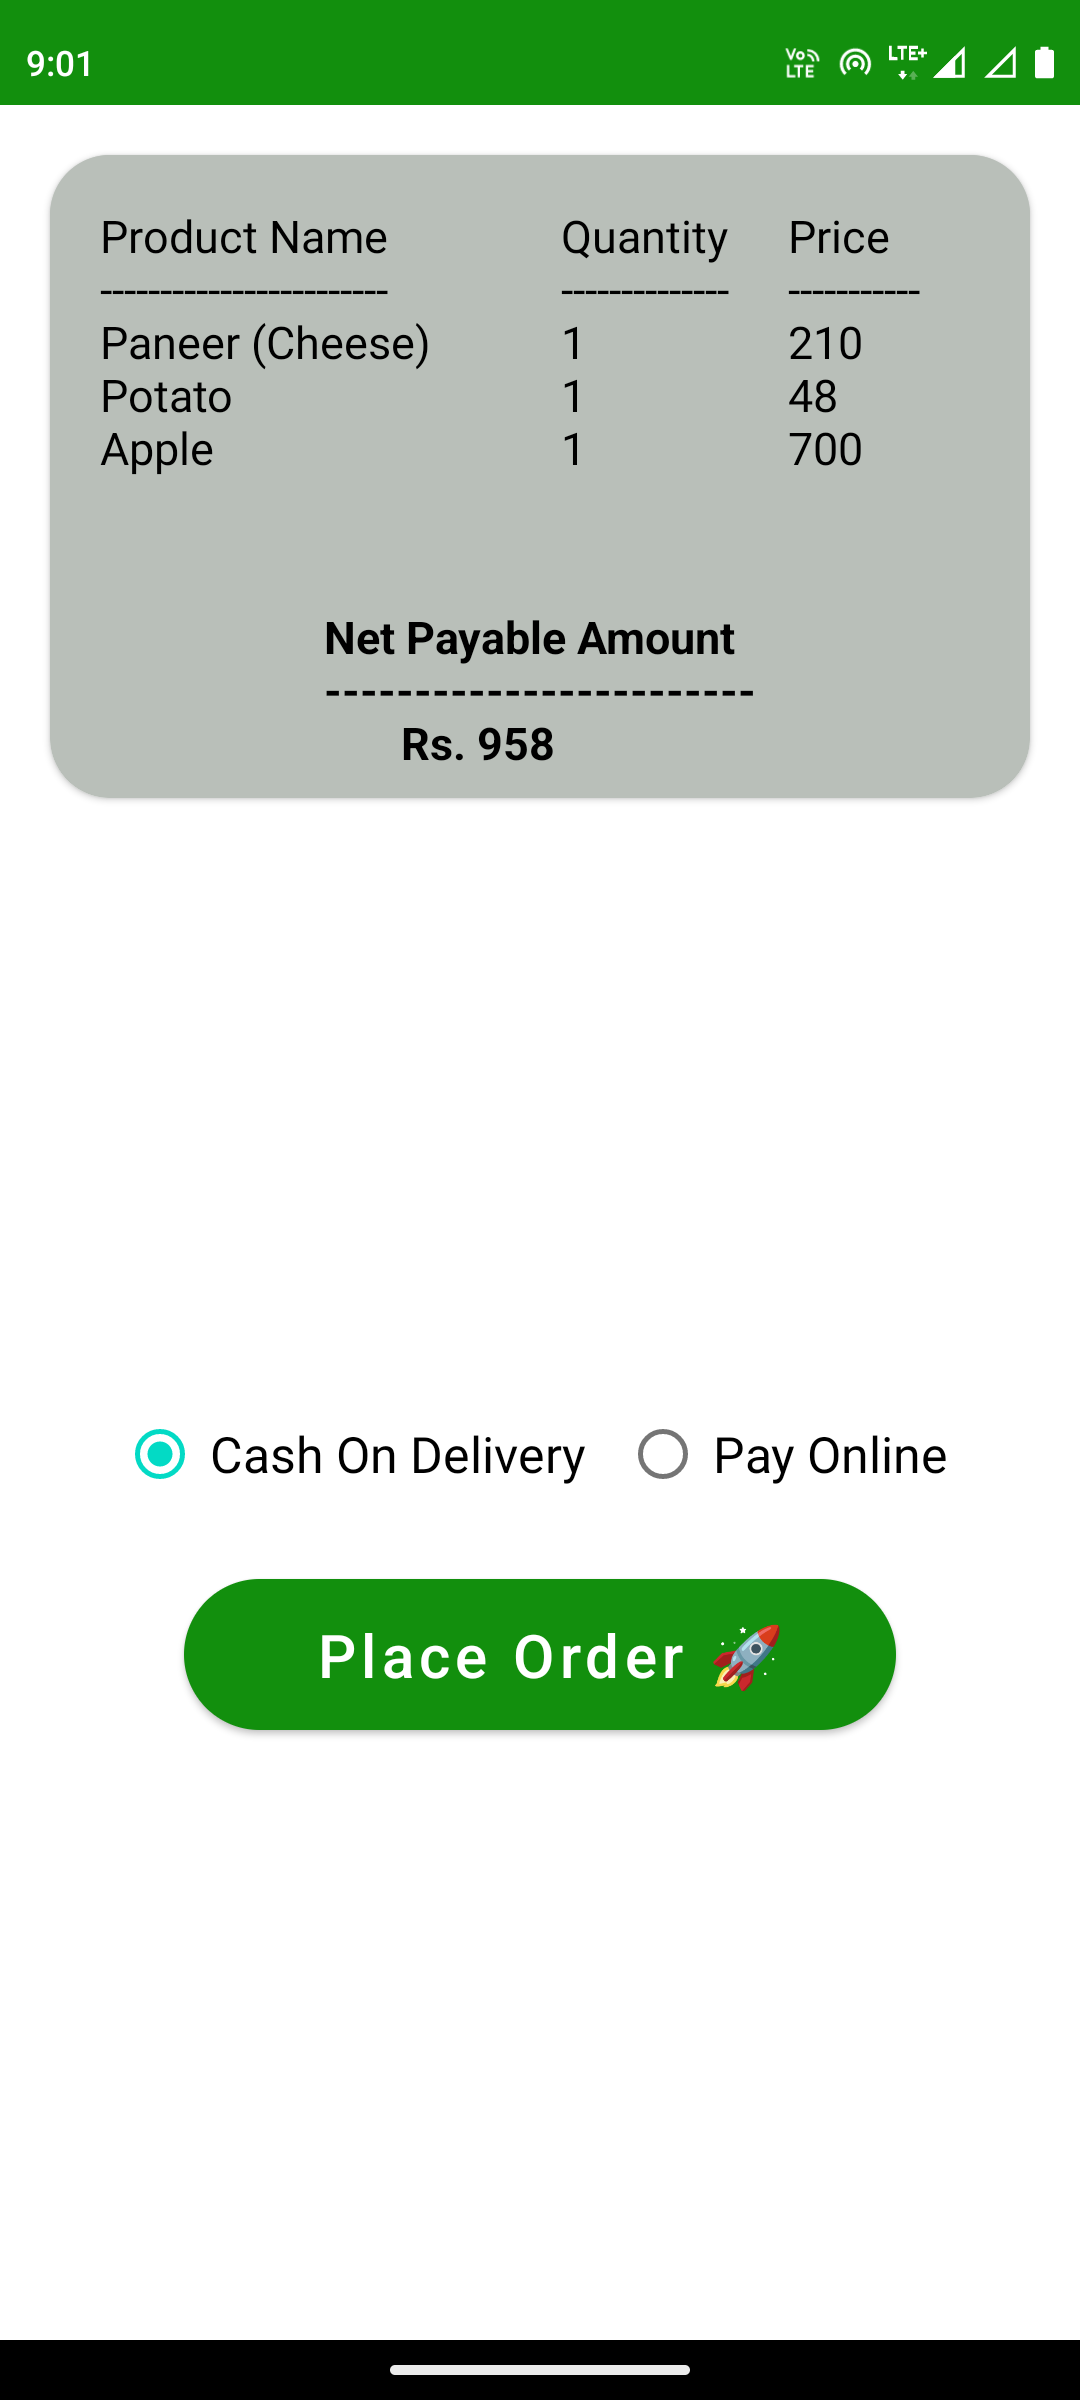 9:01 Vo LTE LTE+
Product Name Quantity Price
------------------------ -------------- -----------
Paneer (Cheese) 1 210
Potato 1 48
Apple 1 700
Net Payable Amount
------------------------
Rs. 958
Cash On Delivery Pay Online
Place Order 🚀